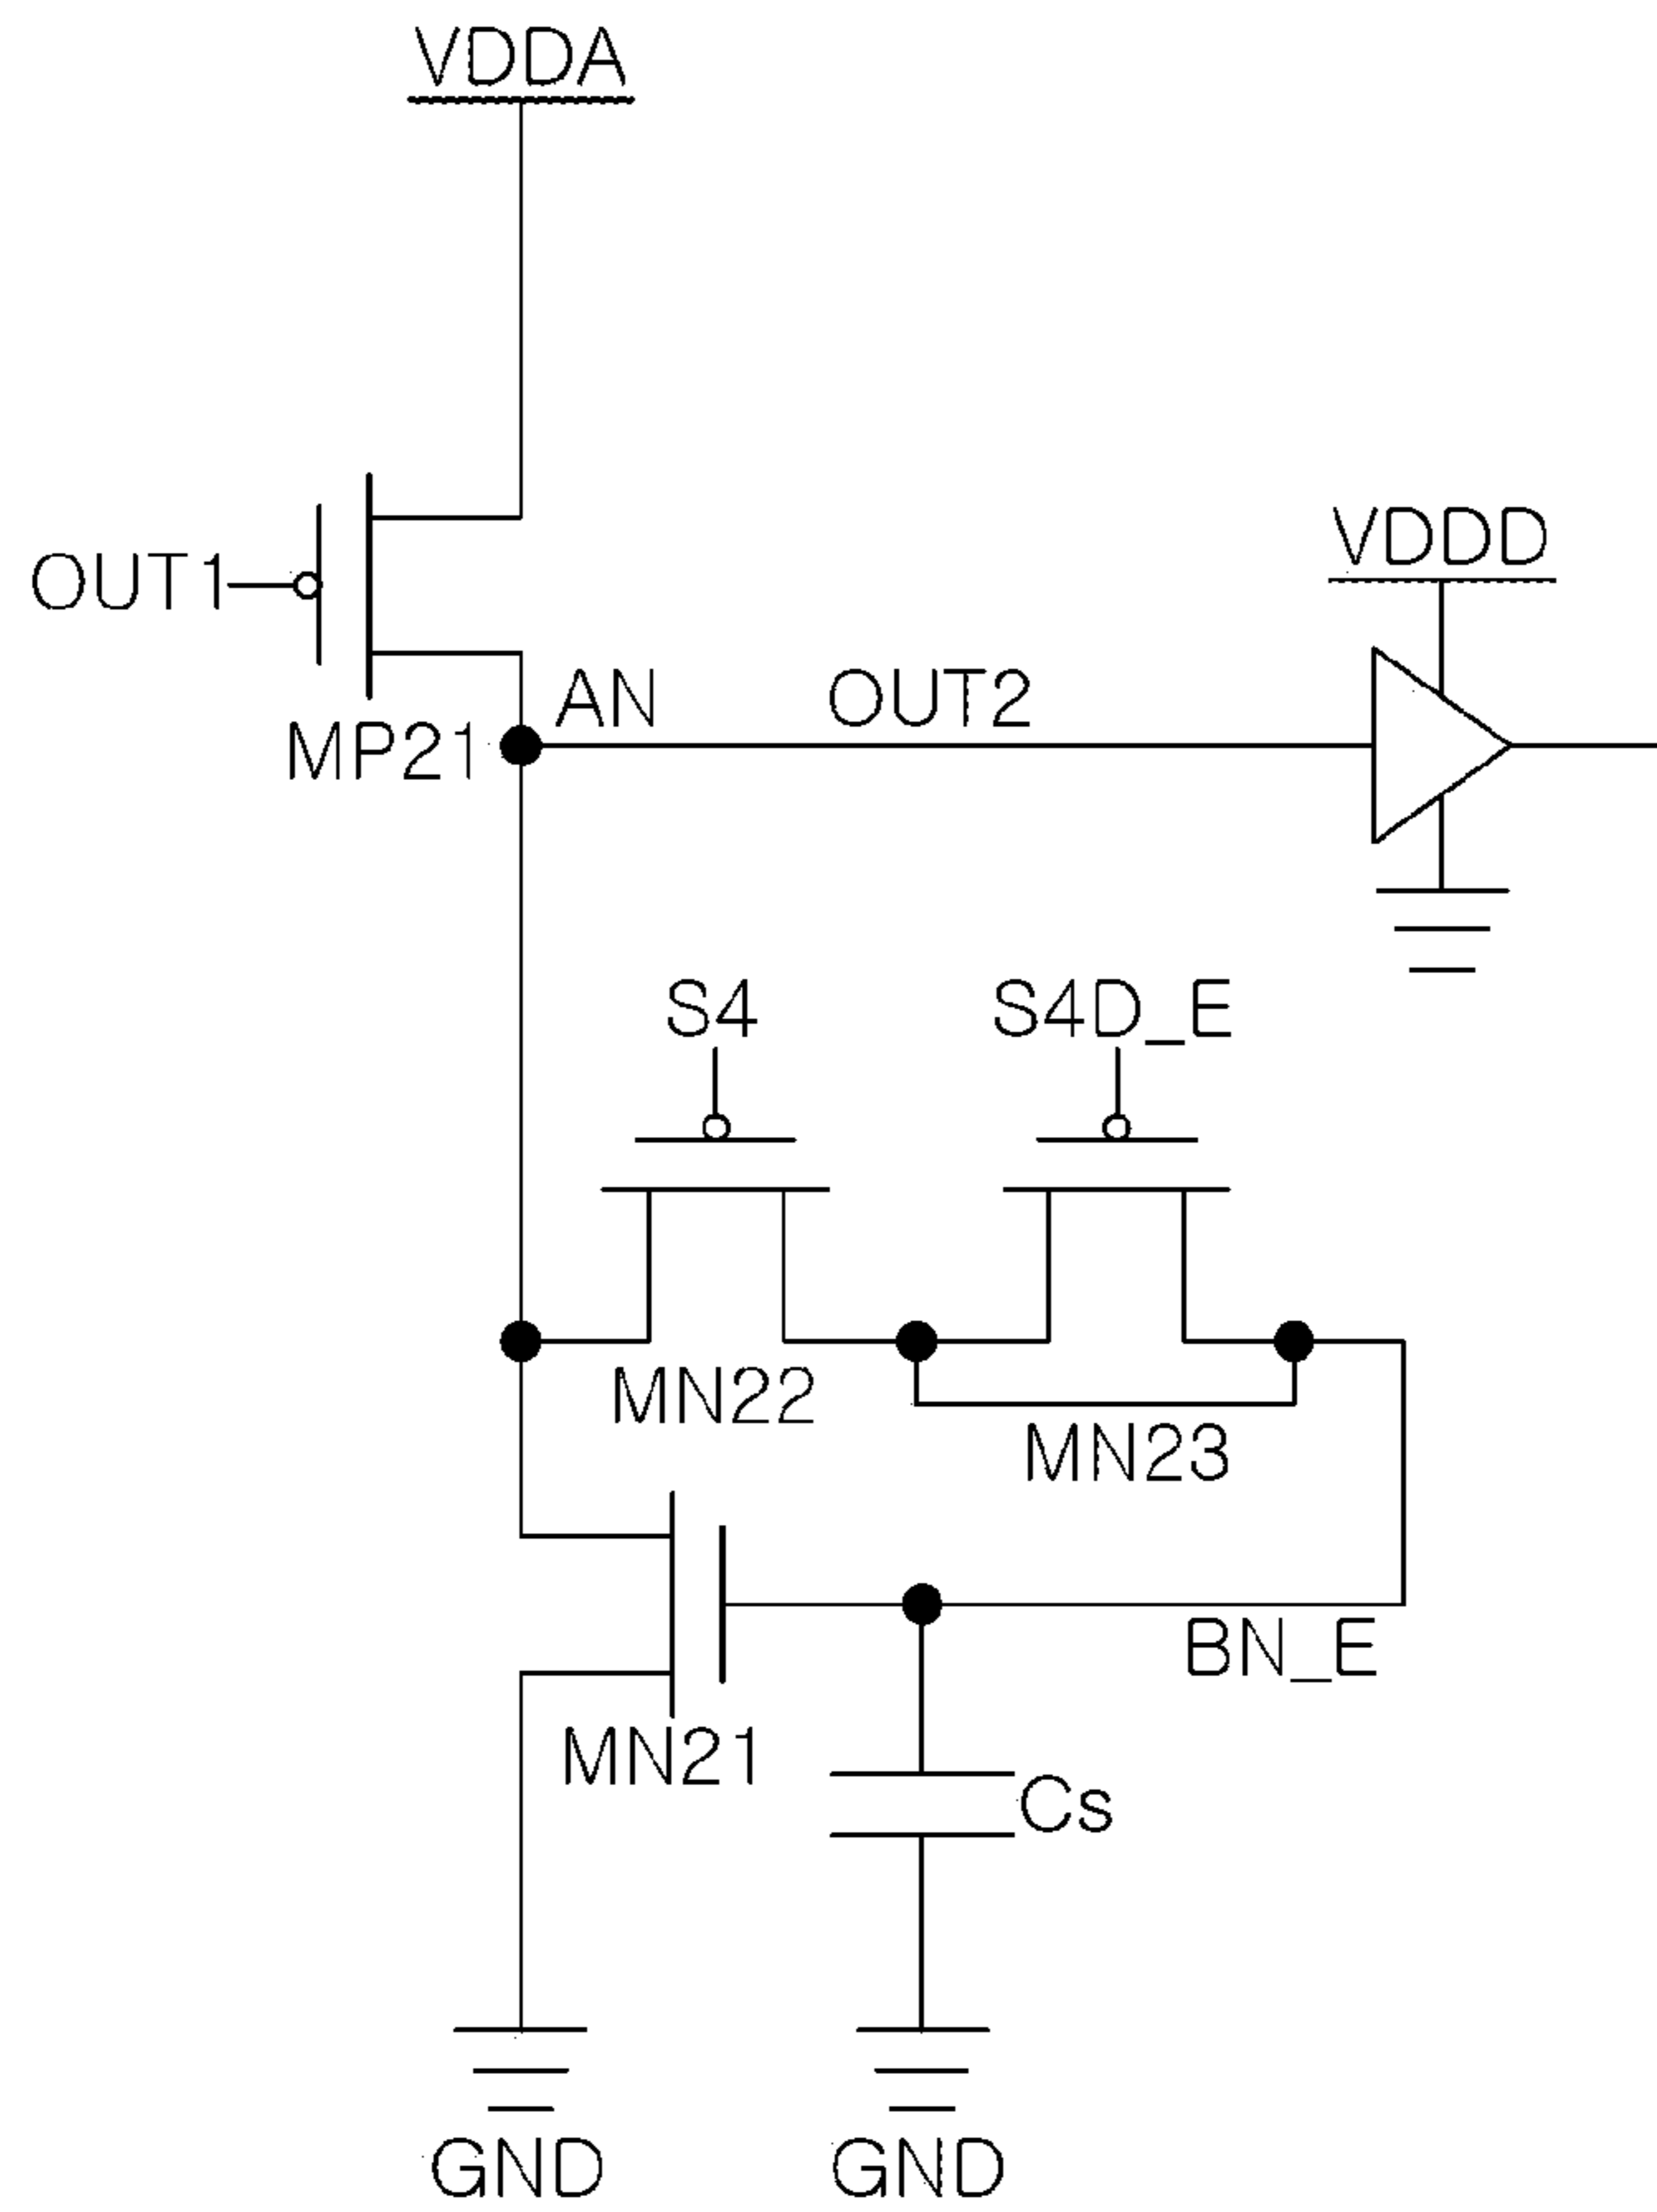 VDDA
VDDD
OUT1
AN
OUT2
MP21
S4
S4D_E
MN22
MN23
BN_E
MN21
Cs
GND
GND